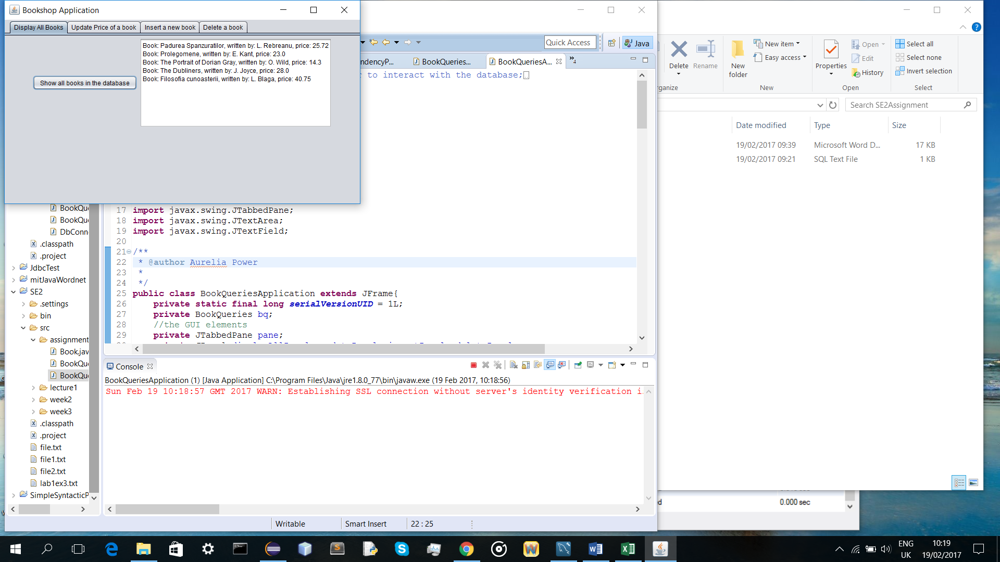 Bookshop Application
Display All Books
Update Price of a book
Insert a new book
Delete a book
Show all books in the database
Book: Padurea Spanzuratilor, written by: L. Rebreanu, price: 25.72
Book: Prolegomene, written by: E. Kant, price: 23.0
Book: The Portrait of Dorian Gray, written by: O. Wild, price: 14.3
Book: The Dubliners, written by: J. Joyce, price: 28.0
Book: Filosofia cunoasterii, written by: L. Blaga, price: 40.75
Quick Access
Java
ndencyP...
BookQueries...
BookQueriesA...
4
r to interact with the database;
17 import javax.swing.JTabbedPane;
18 import javax.swing.JTextArea;
19 import javax.swing.JTextField;
20
21 /**
22 * @author Aurelia Power
23 *
24 */
25 public class BookQueriesApplication extends JFrame{
26 private static final long serialVersionUID = 1L;
27 private BookQueries bq;
28 //the GUI elements
29 private JTabbedPane pane;
BookQu
BookQu
DbConn
.classpath
.project
JdbcTest
mitJavaWordnet
SE2
.settings
bin
src
assignment
Book.jav
BookQu
BookQu
lecture1
week2
week3
.classpath
.project
file.txt
file1.txt
file2.txt
lab1ex3.txt
SimpleSyntacticP
Console
BookQueriesApplication (1) [Java Application] C:\Program Files\Java\jre1.8.0_77\bin\javaw.exe (19 Feb 2017, 10:18:56)
Sun Feb 19 10:18:57 GMT 2017 WARN: Establishing SSL connection without server's identity verification i
Writable
Smart Insert
22 : 25
Delete
Rename
New folder
New item
Easy access
Properties
Open
Edit
History
Select all
Select none
Invert selection
rganize
New
Open
Select
Search SE2Assignment
Date modified
Type
Size
19/02/2017 09:39
Microsoft Word D...
17 KB
19/02/2017 09:21
SQL Text File
1 KB
d
0.000 sec
ENG
UK
10:19
19/02/2017